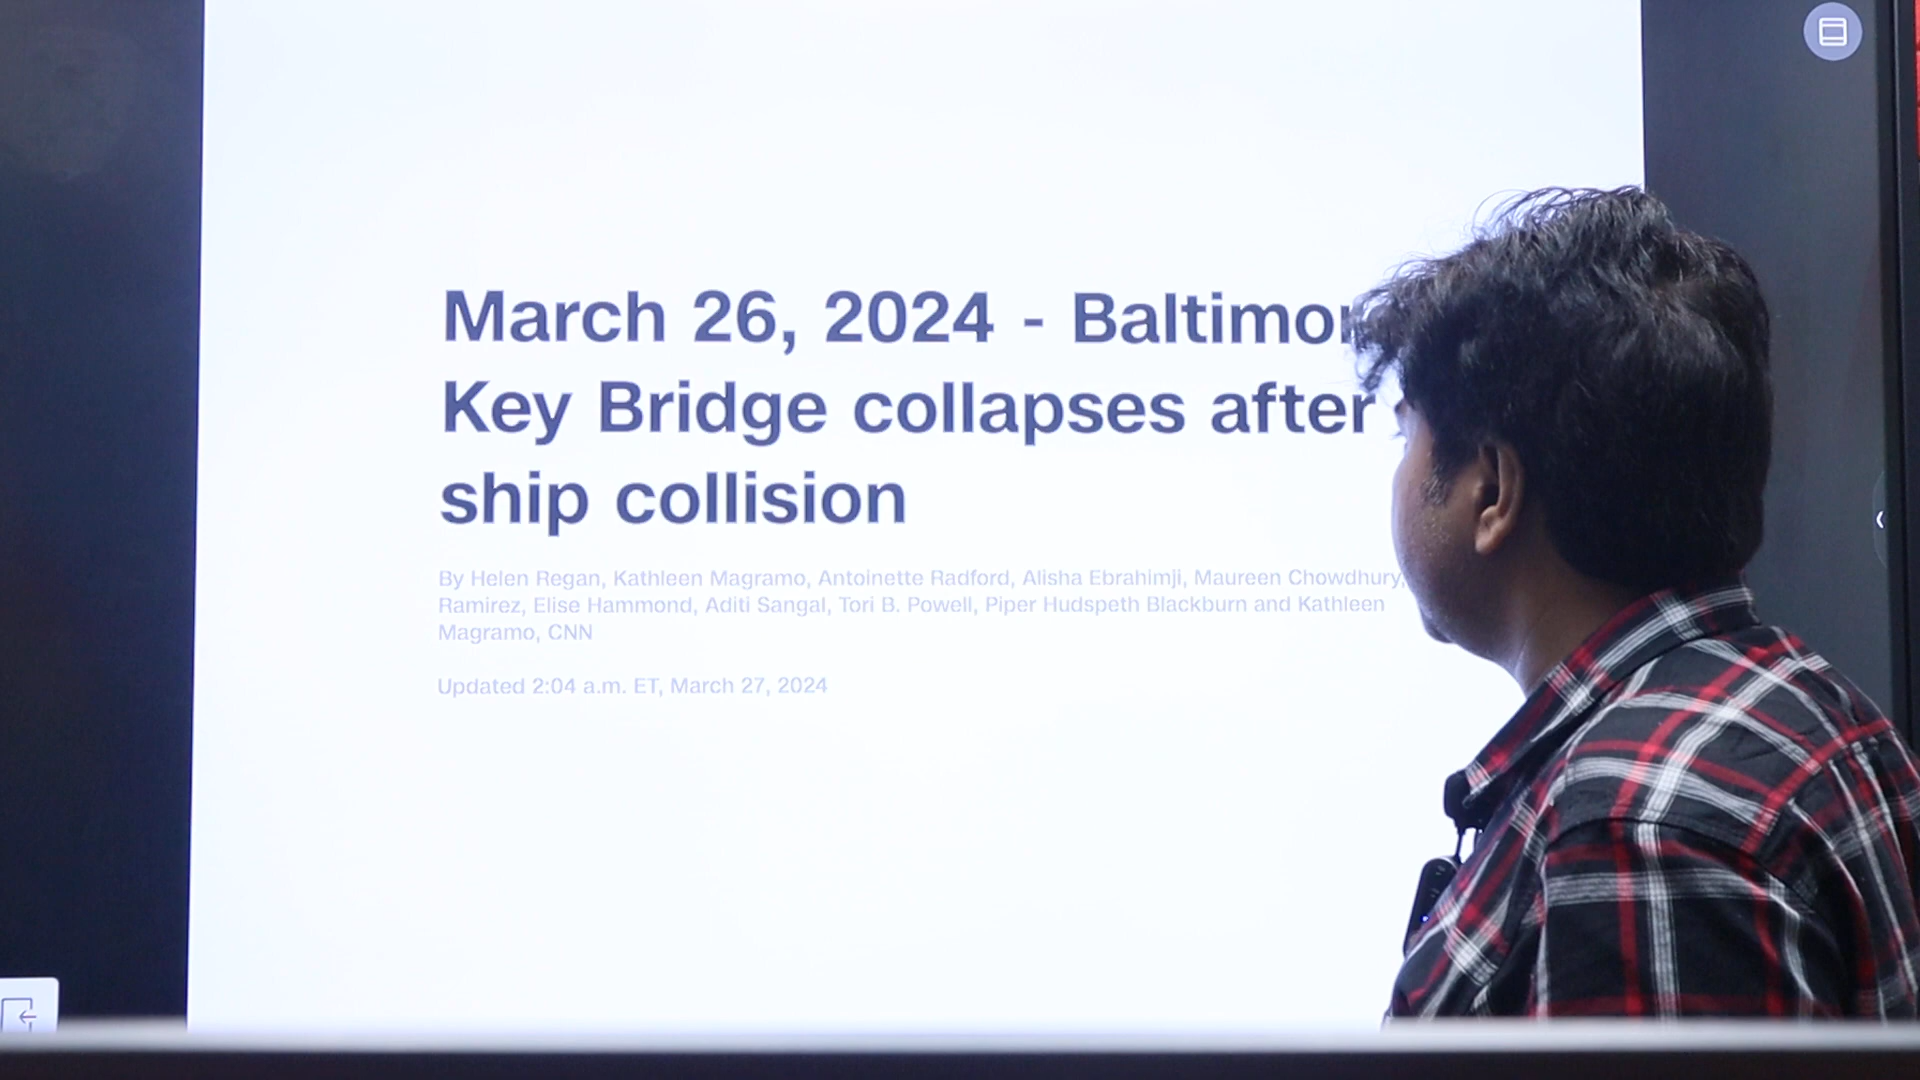 March 26, 2024 - Baltimor
Key Bridge collapses after
ship collision
By Helen Regan, Kathleen Magramo, Antoinette Radford, Alisha Ebrahimji, Maureen Chowdhury,
Ramirez, Elise Hammond, Aditi Sangal, Tori B. Powell, Piper Hudspeth Blackburn and Kathleen
Magramo, CNN
Updated 2:04 a.m. ET, March 27, 2024